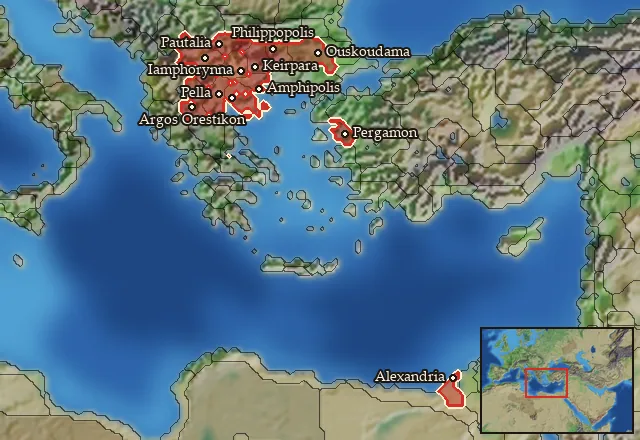 Philippopolis
Pautalia
Ouskoudama
Iamphorynna
Keirpara
Pella
Amphipolis
Argos Orestikon
Pergamon
Alexandria